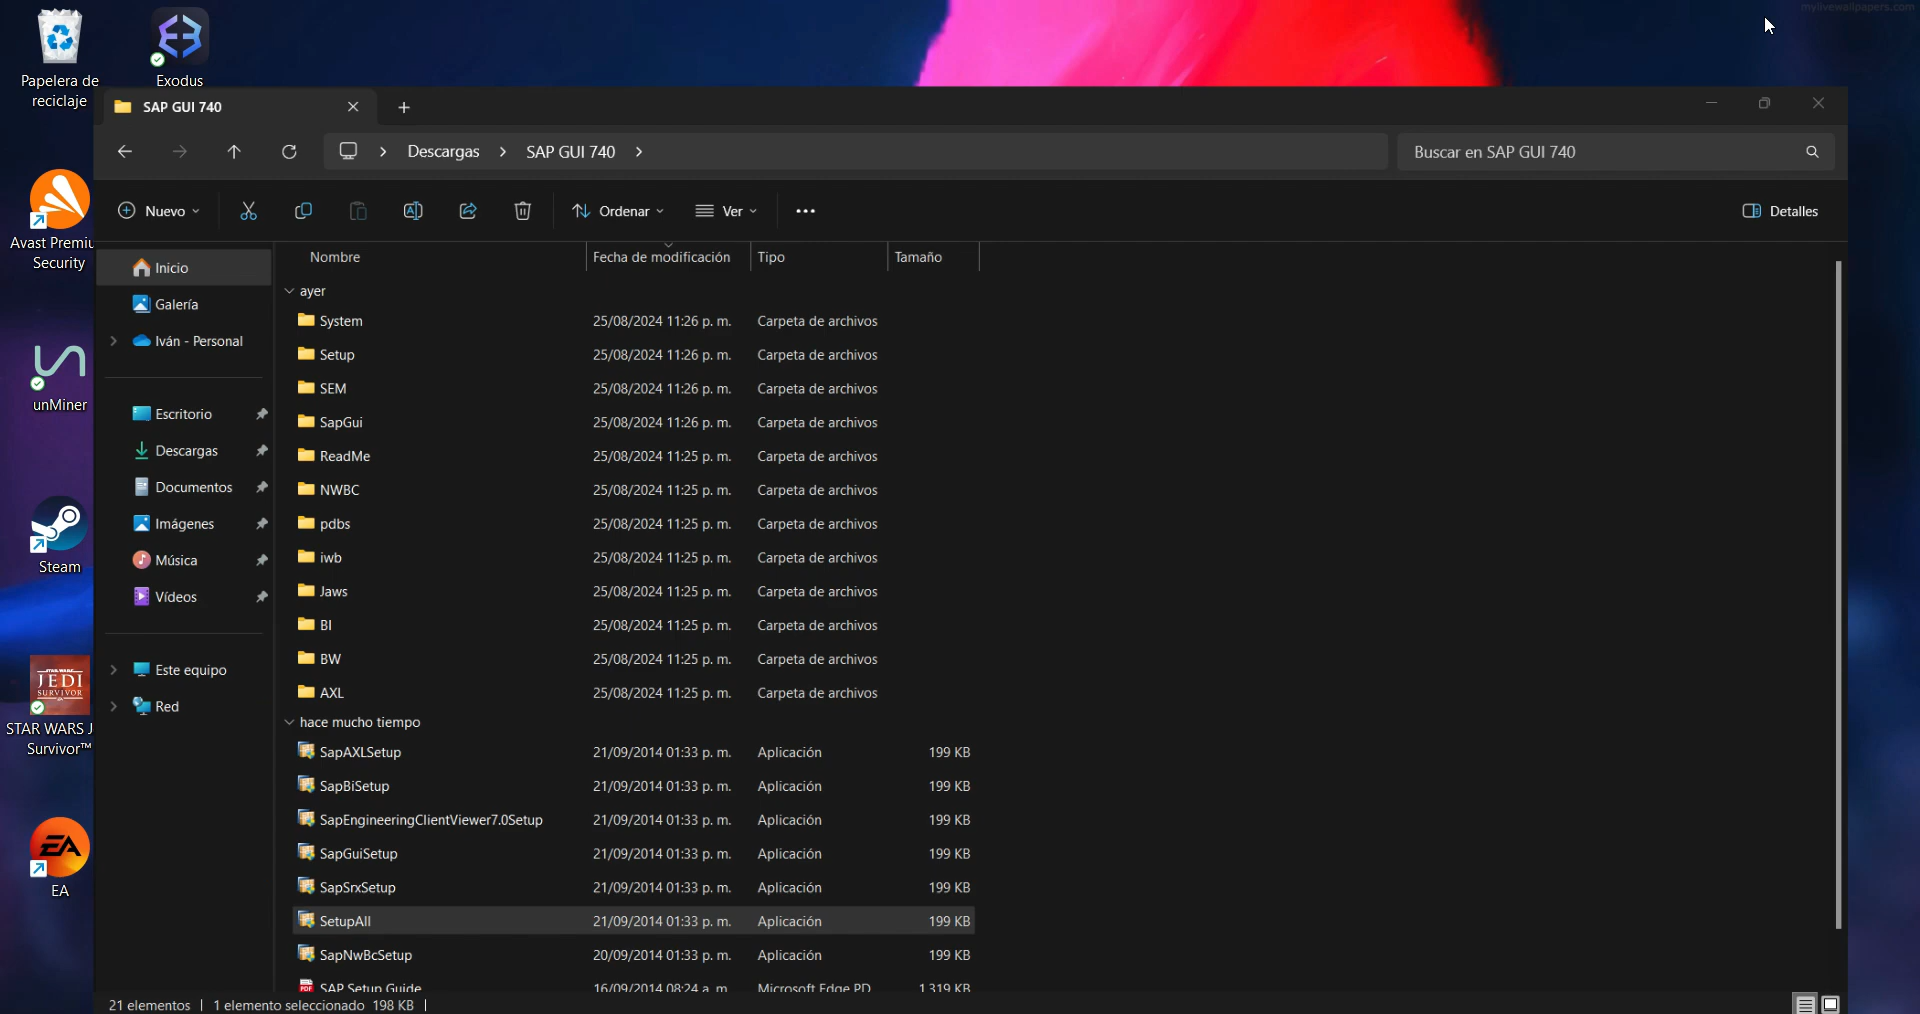 mylivewallpapers.com
Papelera de
reciclaje
Exodus
Avast Premiu
Security
unMiner
Steam
STAR WARS J
Survivor™
EA
SAP GUI 740
Descargas
SAP GUI 740
Buscar en SAP GUI 740
Nuevo
Ordenar
Ver
Detalles
Inicio
Galería
Iván - Personal
Escritorio
Descargas
Documentos
Imágenes
Música
Vídeos
Este equipo
Red
Nombre Fecha de modificación Tipo Tamaño
ayer
System 25/08/2024 11:26 p. m. Carpeta de archivos
Setup 25/08/2024 11:26 p. m. Carpeta de archivos
SEM 25/08/2024 11:26 p. m. Carpeta de archivos
SapGui 25/08/2024 11:26 p. m. Carpeta de archivos
ReadMe 25/08/2024 11:25 p. m. Carpeta de archivos
NWBC 25/08/2024 11:25 p. m. Carpeta de archivos
pdbs 25/08/2024 11:25 p. m. Carpeta de archivos
iwb 25/08/2024 11:25 p. m. Carpeta de archivos
Jaws 25/08/2024 11:25 p. m. Carpeta de archivos
BI 25/08/2024 11:25 p. m. Carpeta de archivos
BW 25/08/2024 11:25 p. m. Carpeta de archivos
AXL 25/08/2024 11:25 p. m. Carpeta de archivos
hace mucho tiempo
SapAXLSetup 21/09/2014 01:33 p. m. Aplicación 199 KB
SapBiSetup 21/09/2014 01:33 p. m. Aplicación 199 KB
SapEngineeringClientViewer7.0Setup 21/09/2014 01:33 p. m. Aplicación 199 KB
SapGuiSetup 21/09/2014 01:33 p. m. Aplicación 199 KB
SapSrxSetup 21/09/2014 01:33 p. m. Aplicación 199 KB
SetupAll 21/09/2014 01:33 p. m. Aplicación 199 KB
SapNwBcSetup 20/09/2014 01:33 p. m. Aplicación 199 KB
SAP Setup Guide 16/09/2014 08:24 a. m. Microsoft Edge PD... 1.319 KB
21 elementos 1 elemento seleccionado 198 KB
STAR WARS
JEDI
SURVIVOR
EA
PDF